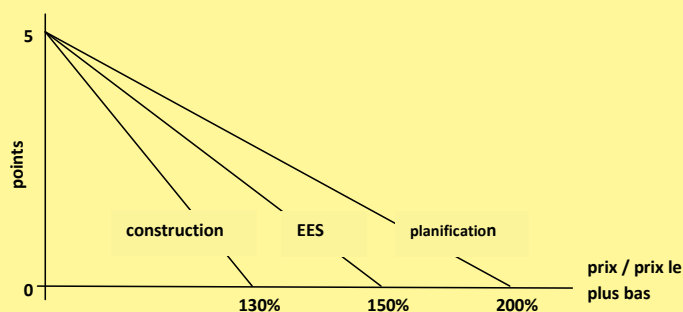 5
points
construction
EES
planification
0
130%
150%
200%
prix / prix le
plus bas